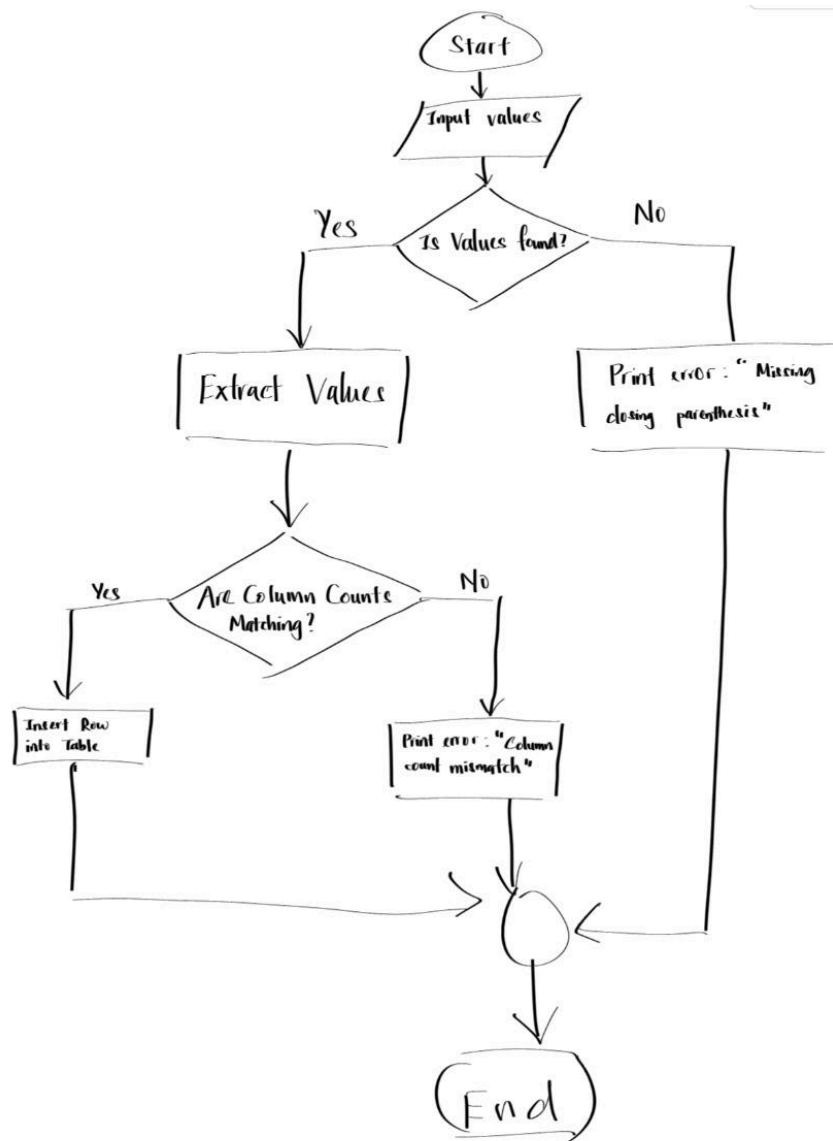 Start
Input values
Is Values found?
Yes
No
Extract Values
Print error: "Missing
closing parenthesis"
Are Column Counts
Matching?
Yes
No
Insert Row
into Table
Print error: "Column
count mismatch"
End